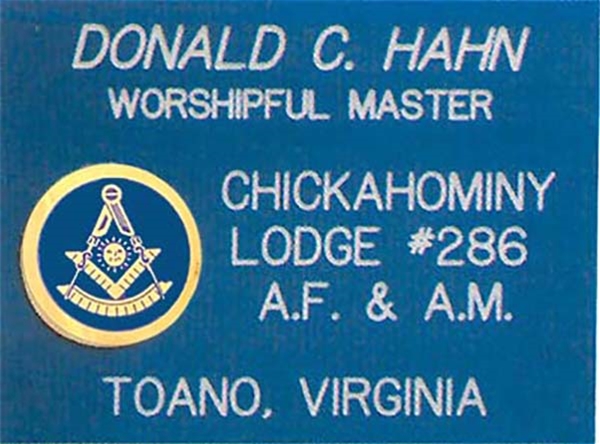 DONALD C. HAHN
WORSHIPFUL MASTER
CHICKAHOMINY
LODGE #286
A.F. & A.M.
TOANO, VIRGINIA